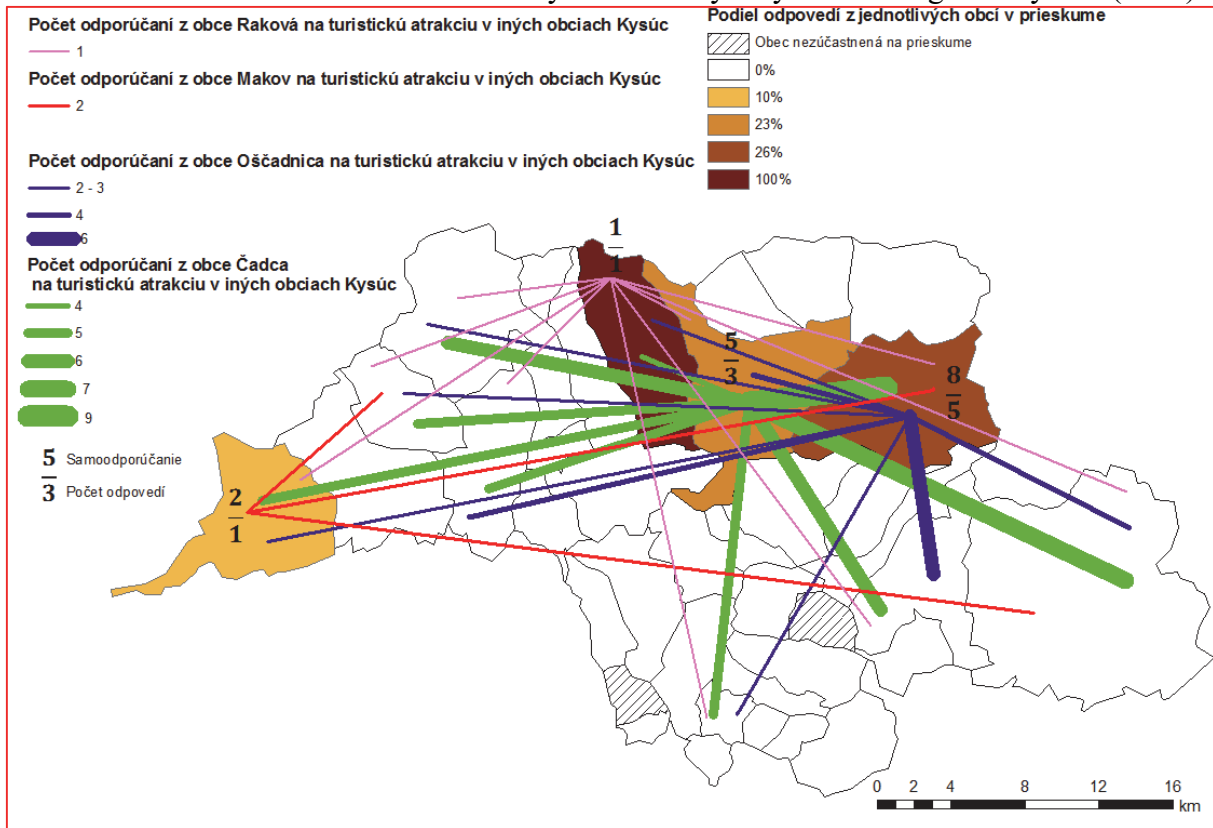 Počet odporúčaní z obce Raková na turistickú atrakciu v iných obciach Kysúc
1
Počet odporúčaní z obce Makov na turistickú atrakciu v iných obciach Kysúc
2
Počet odporúčaní z obce Oščadnica na turistickú atrakciu v iných obciach Kysúc
2 - 3
4
6
Počet odporúčaní z obce Čadca
na turistickú atrakciu v iných obciach Kysúc
4
5
6
7
9
5 Samoodporúčanie
3 Počet odpovedí
Podiel odpovedí z jednotlivých obcí v prieskume
Obec nezúčastnená na prieskume
0%
10%
23%
26%
100%
1
1
5
3
8
5
2
1
0 2 4 8 12 16
km